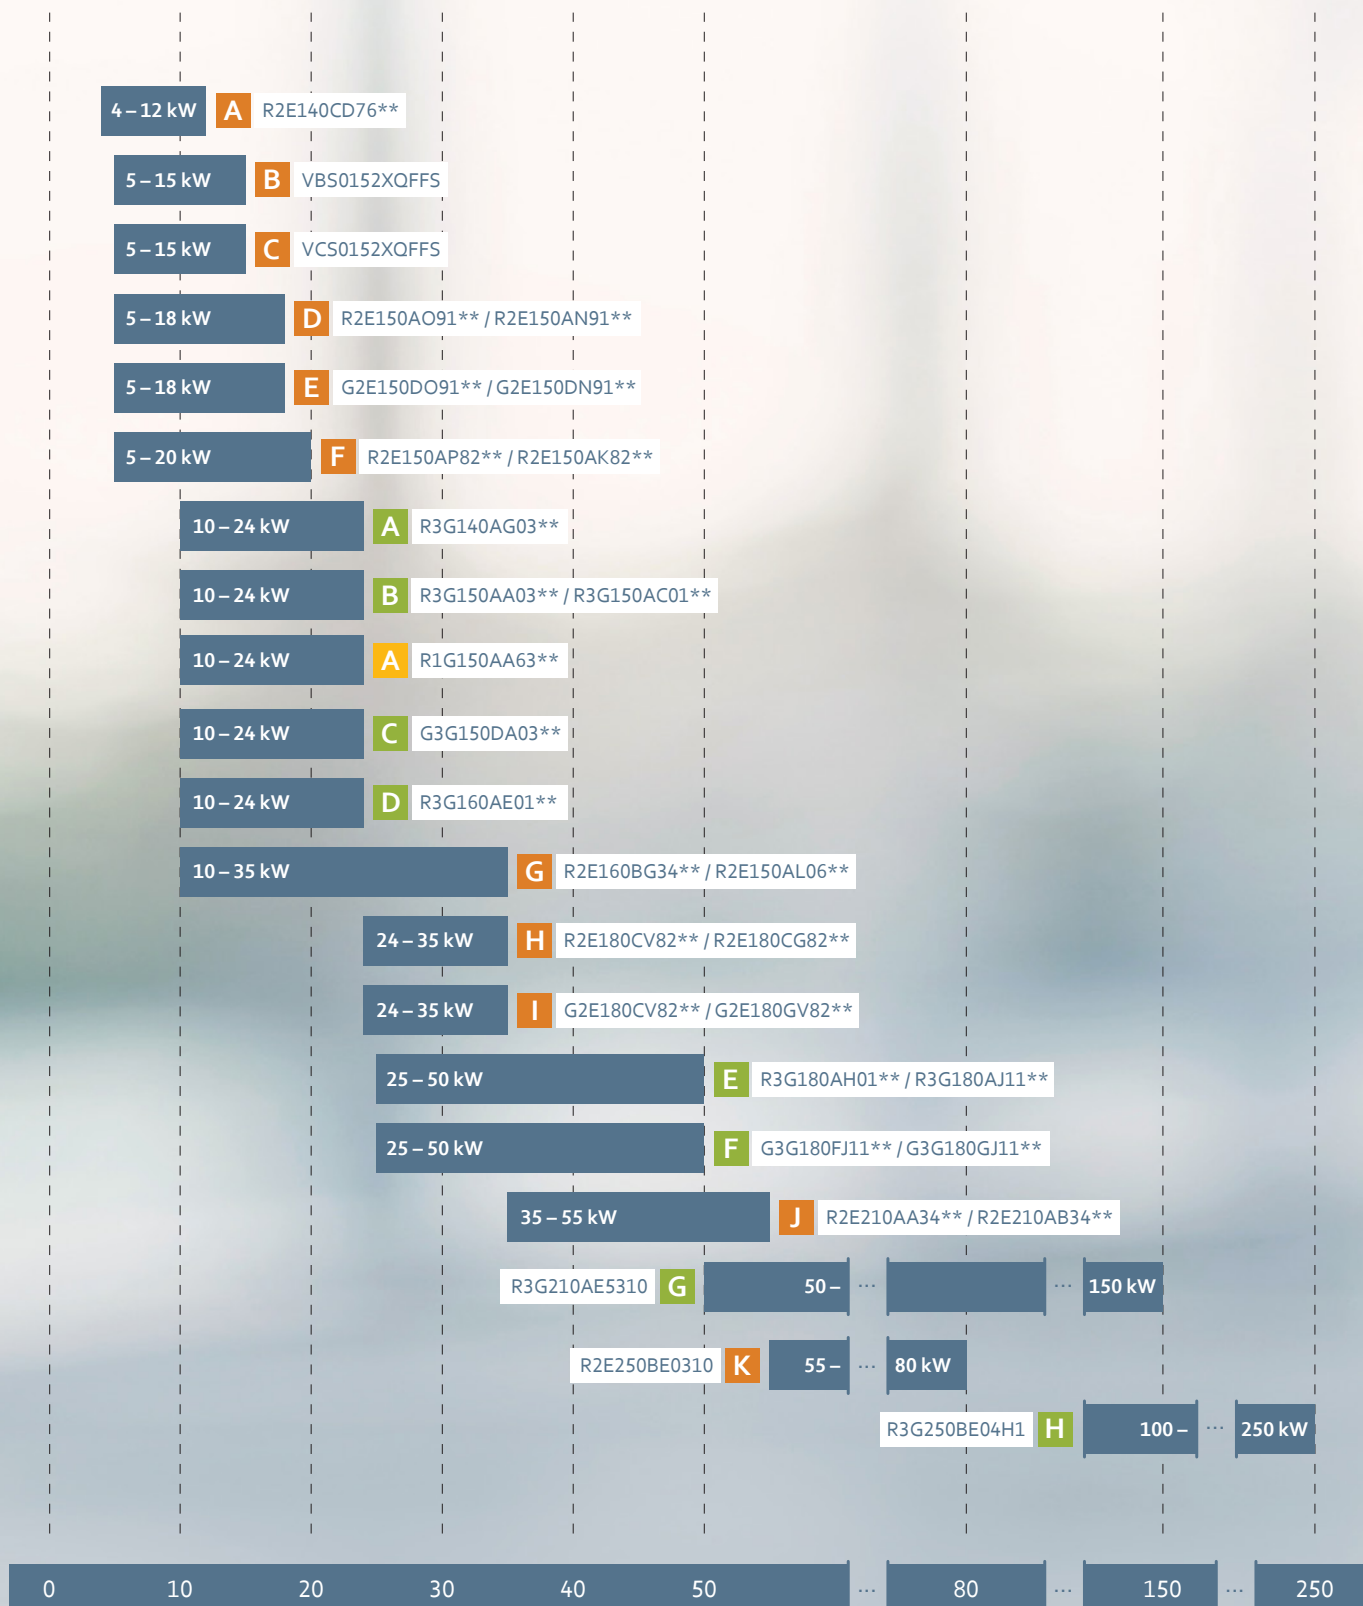 4 – 12 kW A R2E140CD76**
5 – 15 kW B VBS0152XQFFS
5 – 15 kW C VCS0152XQFFS
5 – 18 kW D R2E150AO91** / R2E150AN91**
5 – 18 kW E G2E150DO91** / G2E150DN91**
5 – 20 kW F R2E150AP82** / R2E150AK82**
10 – 24 kW A R3G140AG03**
10 – 24 kW B R3G150AA03** / R3G150AC01**
10 – 24 kW A R1G150AA63**
10 – 24 kW C G3G150DA03**
10 – 24 kW D R3G160AE01**
10 – 35 kW G R2E160BG34** / R2E150AL06**
24 – 35 kW H R2E180CV82** / R2E180CG82**
24 – 35 kW I G2E180CV82** / G2E180GV82**
25 – 50 kW E R3G180AH01** / R3G180AJ11**
25 – 50 kW F G3G180FJ11** / G3G180GJ11**
35 – 55 kW J R2E210AA34** / R2E210AB34**
R3G210AE5310 G 50 – ... ... 150 kW
R2E250BE0310 K 55 – ... 80 kW
R3G250BE04H1 H 100 – ... 250 kW
0 10 20 30 40 50 ... 80 ... 150 ... 250